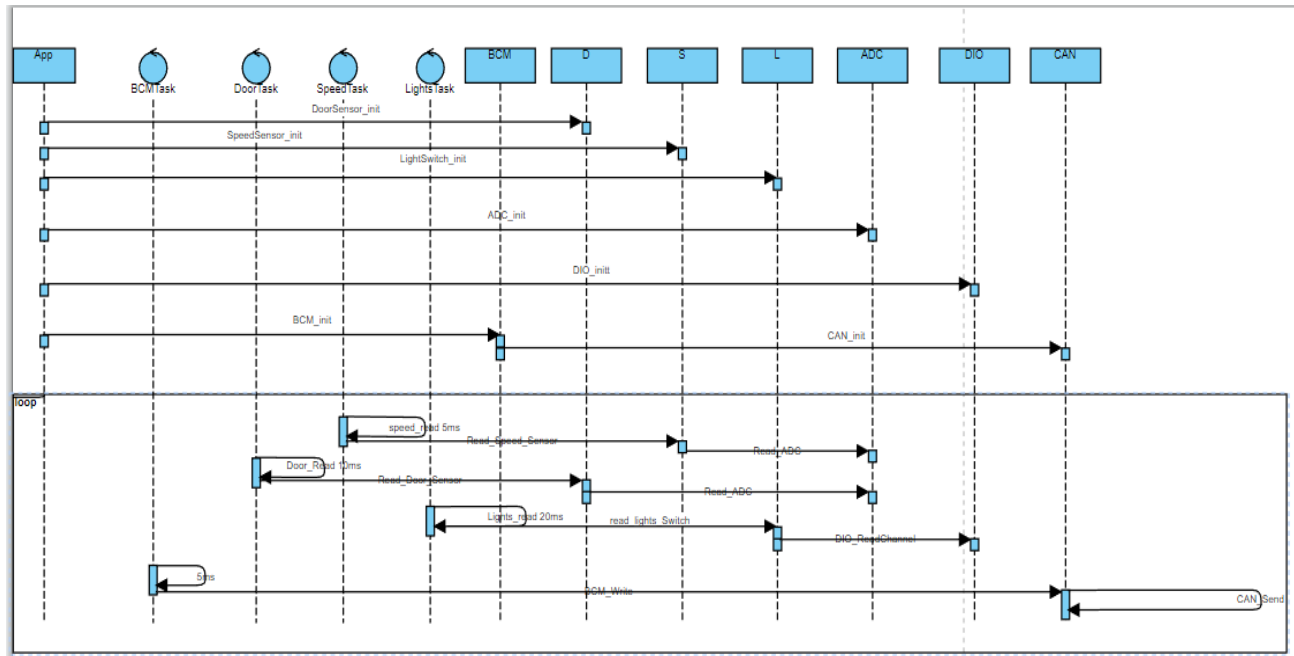 App
BCMTask
DoorTask
SpeedTask
LightsTask
BCM
D
S
L
ADC
DIO
CAN
DoorSensor_init
SpeedSensor_init
LightSwitch_init
ADC_init
DIO_initt
BCM_init
CAN_init
loop
speed_read 5ms
Read_Speed_Sensor
Read_ADC
Door_Read 10ms
Read_Door_Sensor
Read_ADC
Lights_read 20ms
read_lights_Switch
DIO_ReadChannel
5ms
BCM_Write
CAN_Send